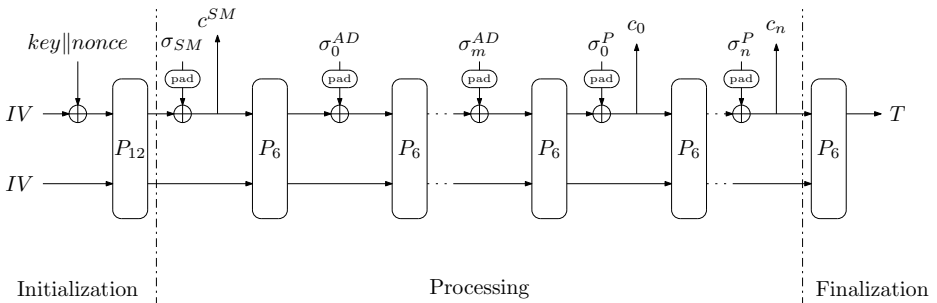 key∥nonce σ_SM c^SM σ_0^AD σ_m^AD σ_0^P c_0 σ_n^P c_n
pad pad pad pad pad
IV ... ... ... T
P_12 P_6 P_6 P_6 P_6 P_6
IV ... ... ...
Initialization Processing Finalization